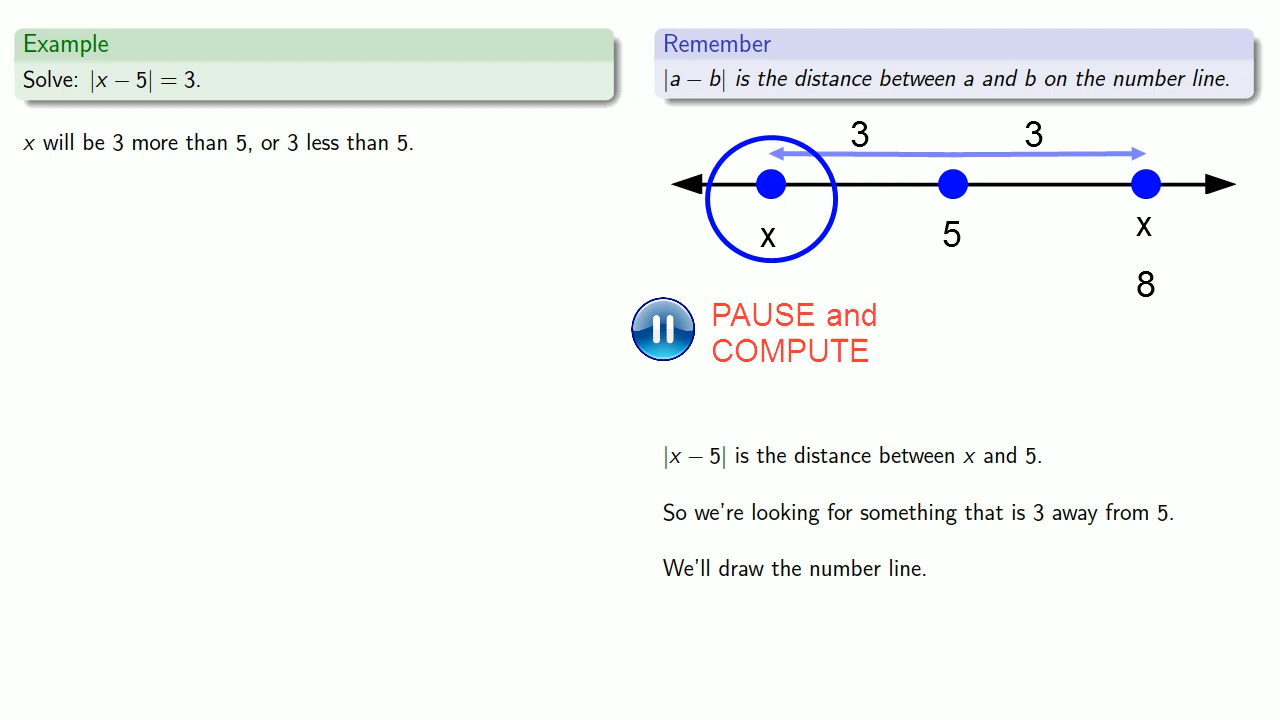 Example
Solve: |x − 5| = 3.
x will be 3 more than 5, or 3 less than 5.
Remember
|a − b| is the distance between a and b on the number line.
3 3
x 5 x
8
PAUSE and
COMPUTE
|x − 5| is the distance between x and 5.
So we're looking for something that is 3 away from 5.
We'll draw the number line.